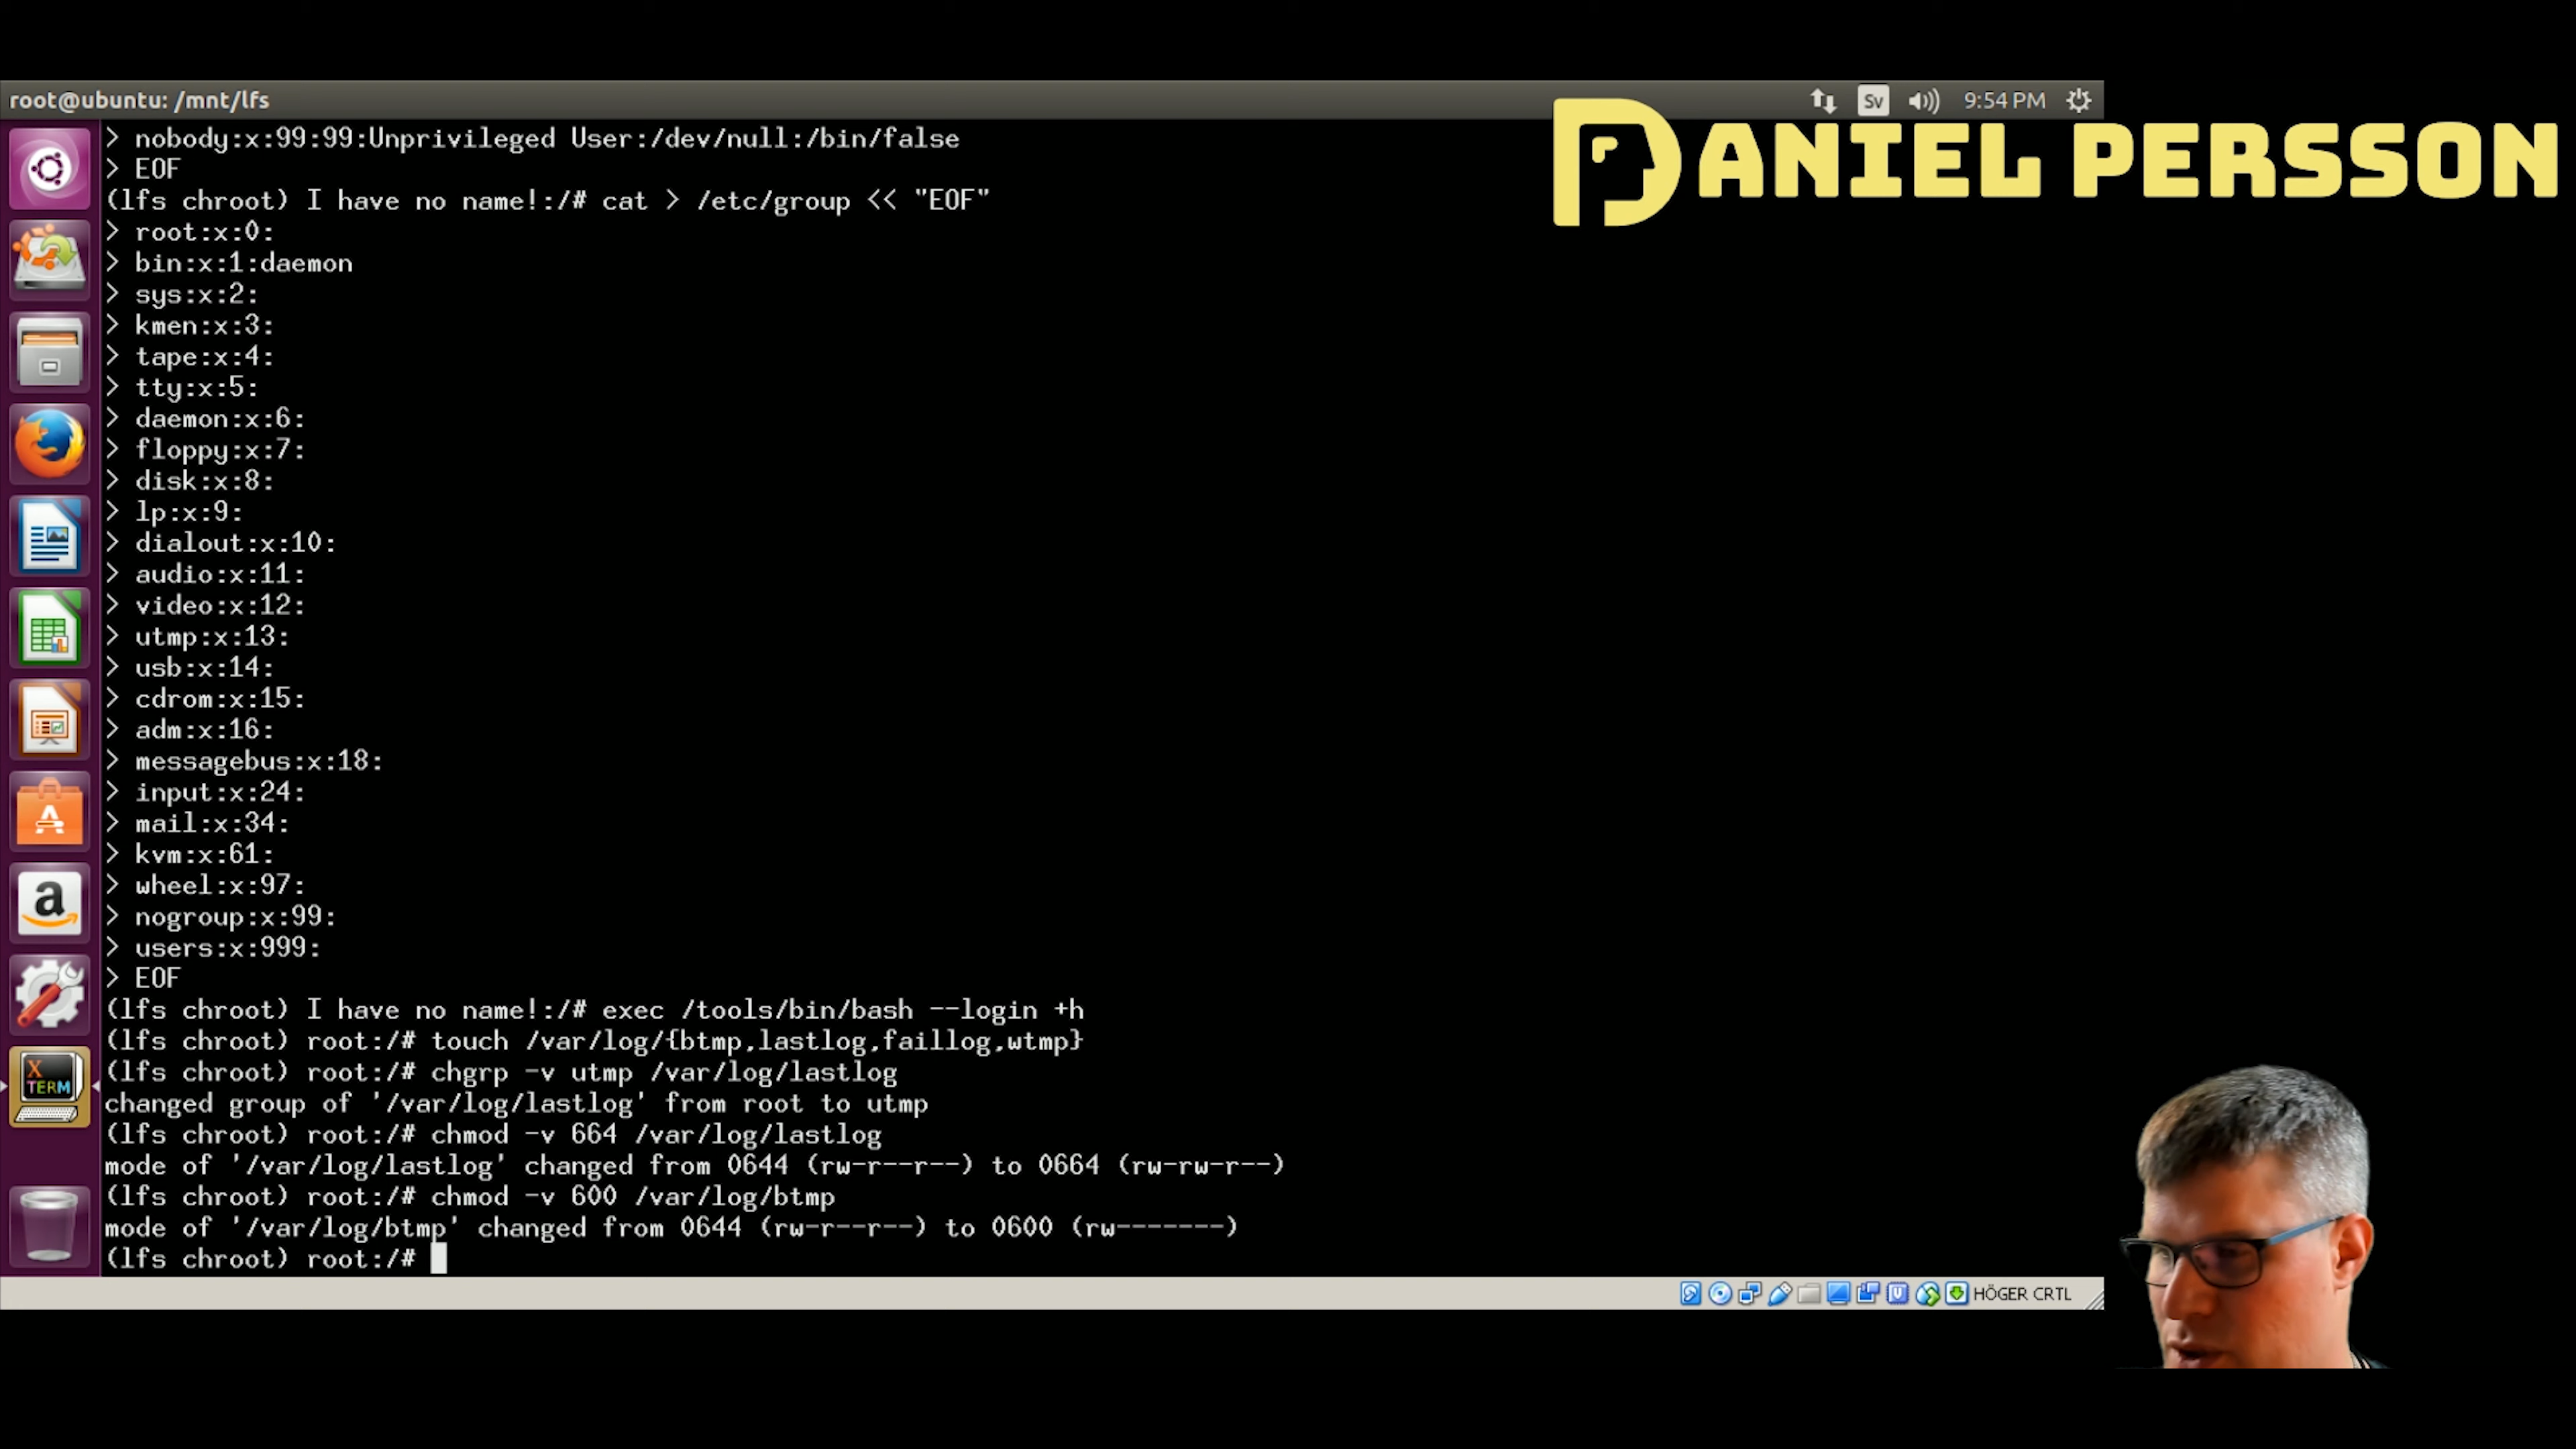 root@ubuntu: /mnt/lfs
Sv
9:54 PM
DANIEL PERSSON
> nobody:x:99:99:Unprivileged User:/dev/null:/bin/false
> EOF
(lfs chroot) I have no name!:/# cat > /etc/group << "EOF"
> root:x:0:
> bin:x:1:daemon
> sys:x:2:
> kmen:x:3:
> tape:x:4:
> tty:x:5:
> daemon:x:6:
> floppy:x:7:
> disk:x:8:
> lp:x:9:
> dialout:x:10:
> audio:x:11:
> video:x:12:
> utmp:x:13:
> usb:x:14:
> cdrom:x:15:
> adm:x:16:
> messagebus:x:18:
> input:x:24:
> mail:x:34:
> kvm:x:61:
> wheel:x:97:
> nogroup:x:99:
> users:x:999:
> EOF
(lfs chroot) I have no name!:/# exec /tools/bin/bash --login +h
(lfs chroot) root:/# touch /var/log/{btmp,lastlog,faillog,wtmp}
(lfs chroot) root:/# chgrp -v utmp /var/log/lastlog
changed group of '/var/log/lastlog' from root to utmp
(lfs chroot) root:/# chmod -v 664 /var/log/lastlog
mode of '/var/log/lastlog' changed from 0644 (rw-r--r--) to 0664 (rw-rw-r--)
(lfs chroot) root:/# chmod -v 600 /var/log/btmp
mode of '/var/log/btmp' changed from 0644 (rw-r--r--) to 0600 (rw-------)
(lfs chroot) root:/#
X
TERM
HÖGER CRTL